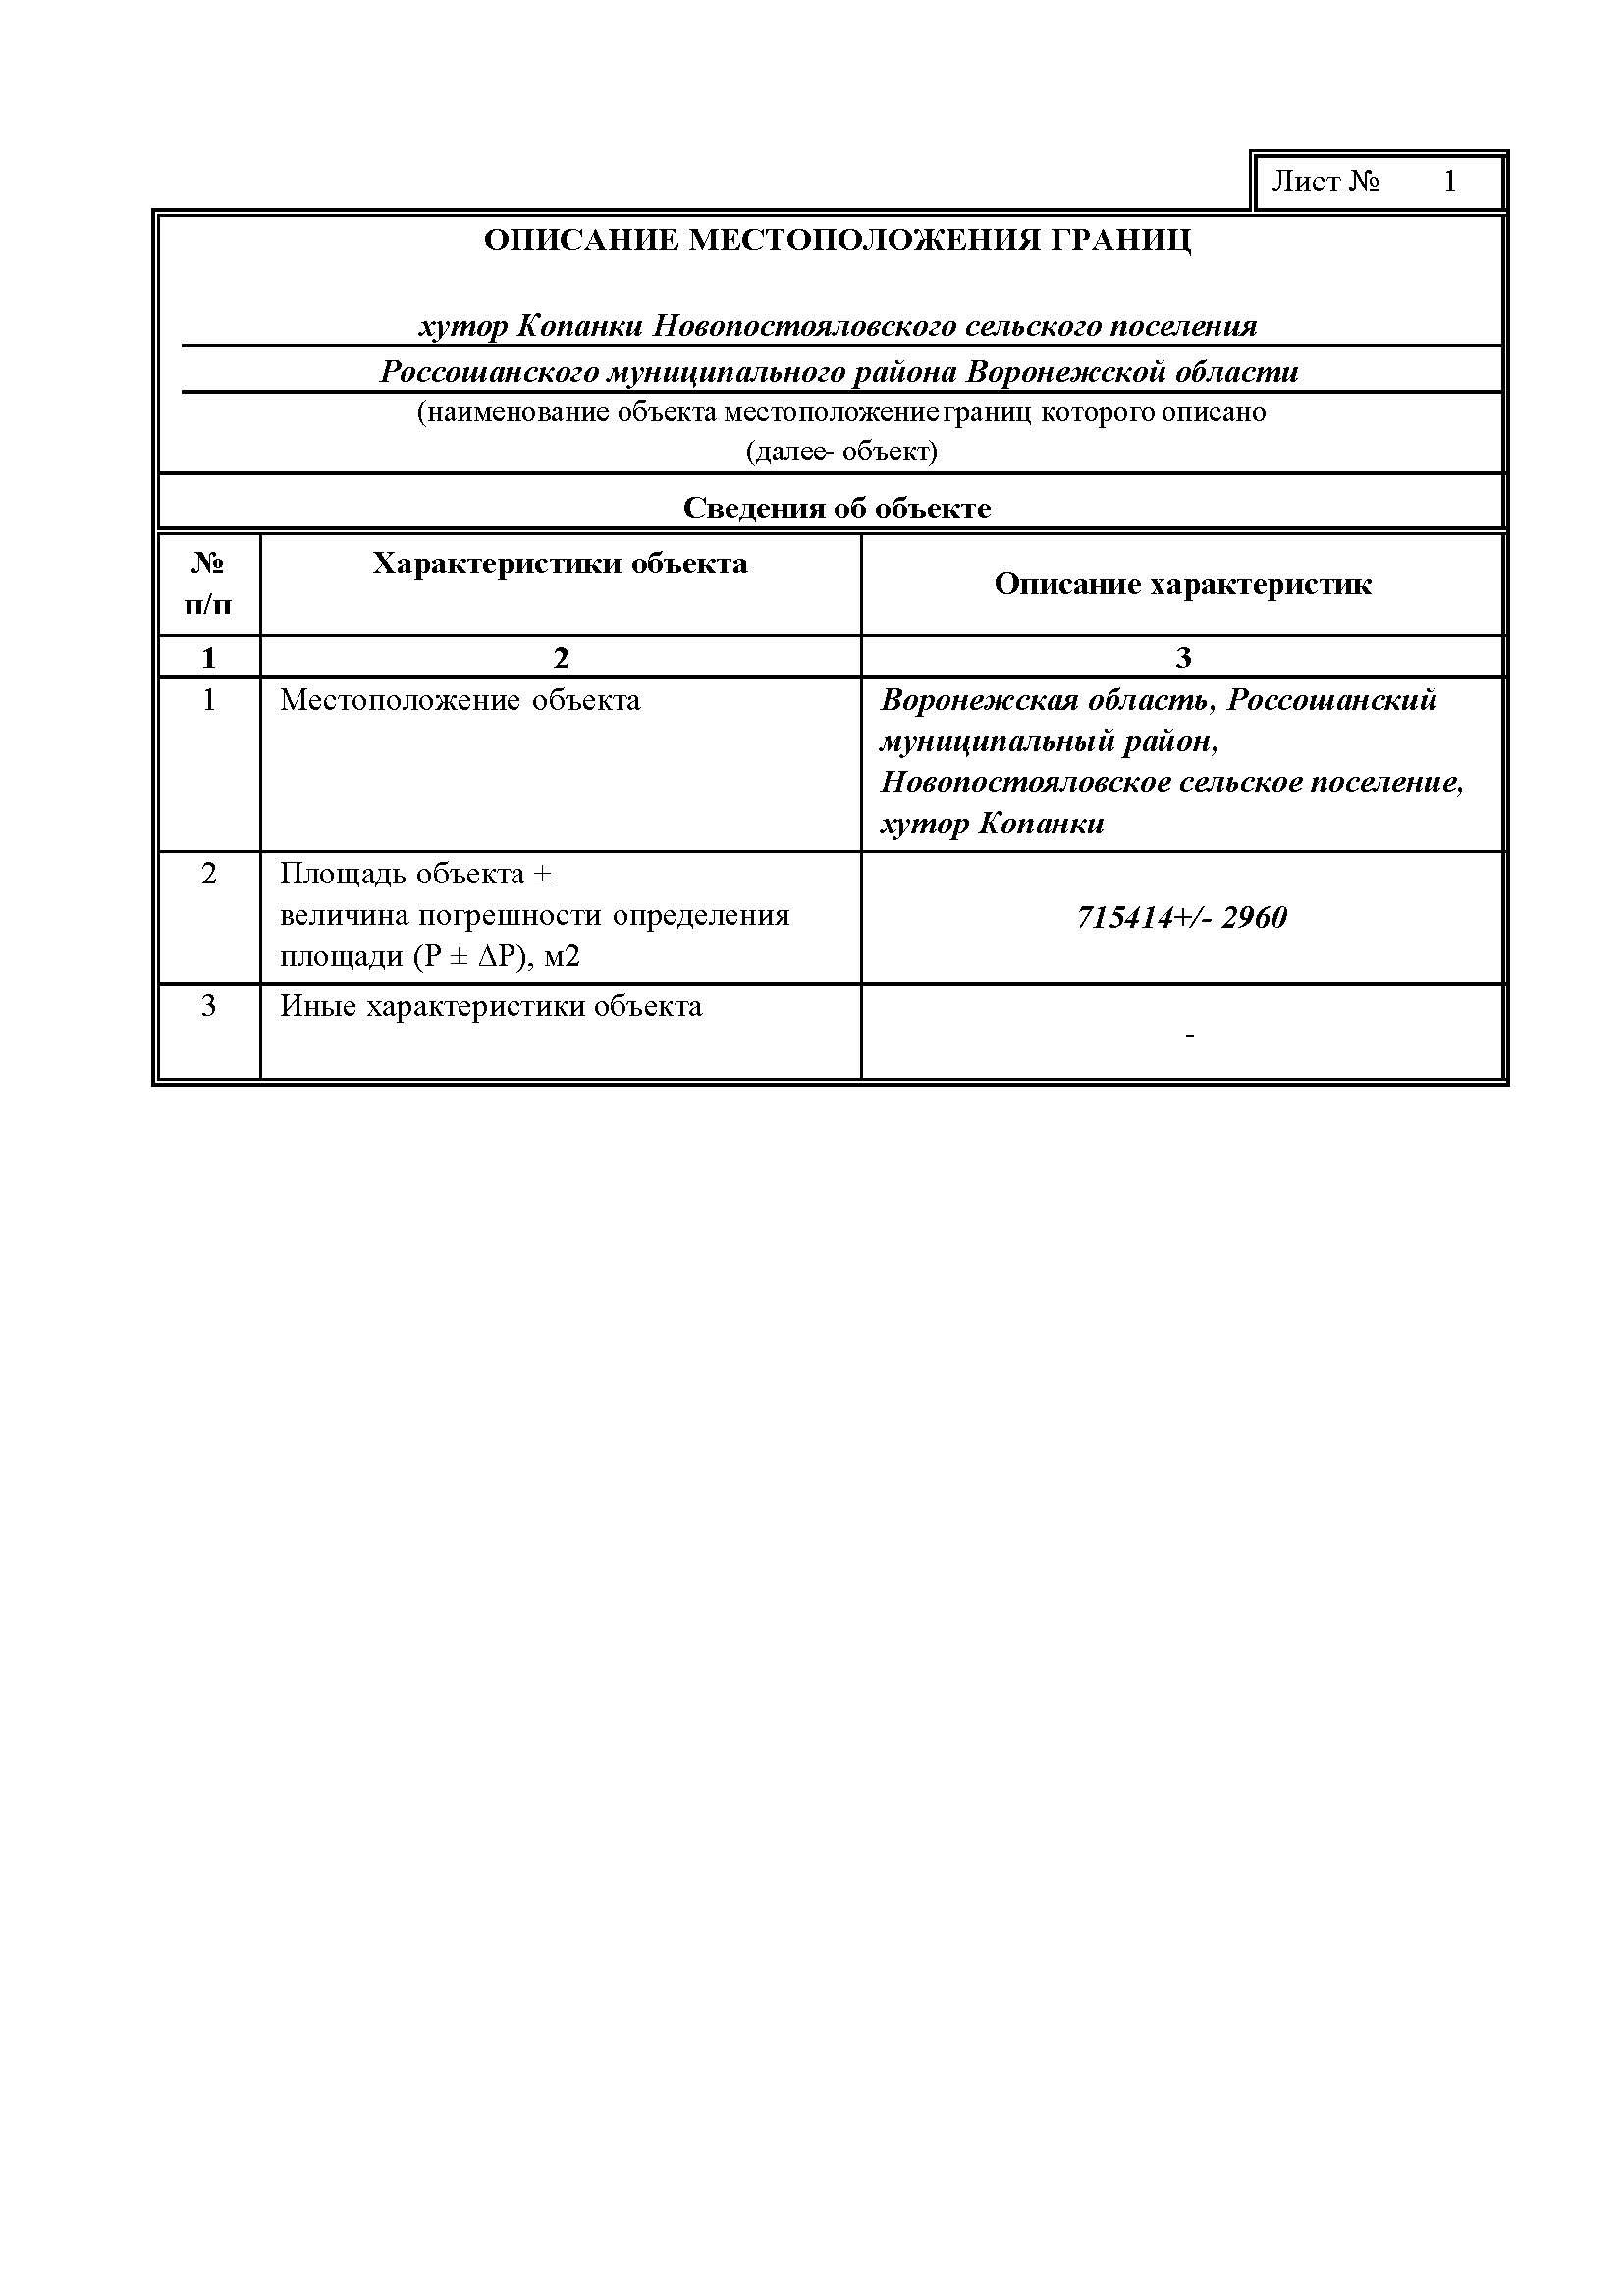 Лист № 1
ОПИСАНИЕ МЕСТОПОЛОЖЕНИЯ ГРАНИЦ
хутор Копанки Новопостояловского сельского поселения
Россошанского муниципального района Воронежской области
(наименование объекта местоположение границ которого описано
(далее- объект)
Сведения об объекте
№ п/п Характеристики объекта Описание характеристик
1 2 3
1 Местоположение объекта Воронежская область, Россошанский
муниципальный район,
Новопостояловское сельское поселение,
хутор Копанки
2 Площадь объекта ±
величина погрешности определения
площади (P ± ΔP), м2
715414+/- 2960
3 Иные характеристики объекта
-